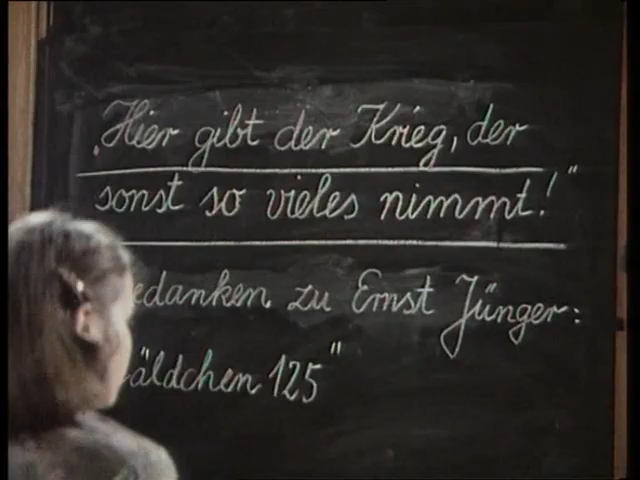 „Hier gibt der Krieg, der
sonst so vieles nimmt!"
edanken zu Ernst Jünger:
äldchen 125"